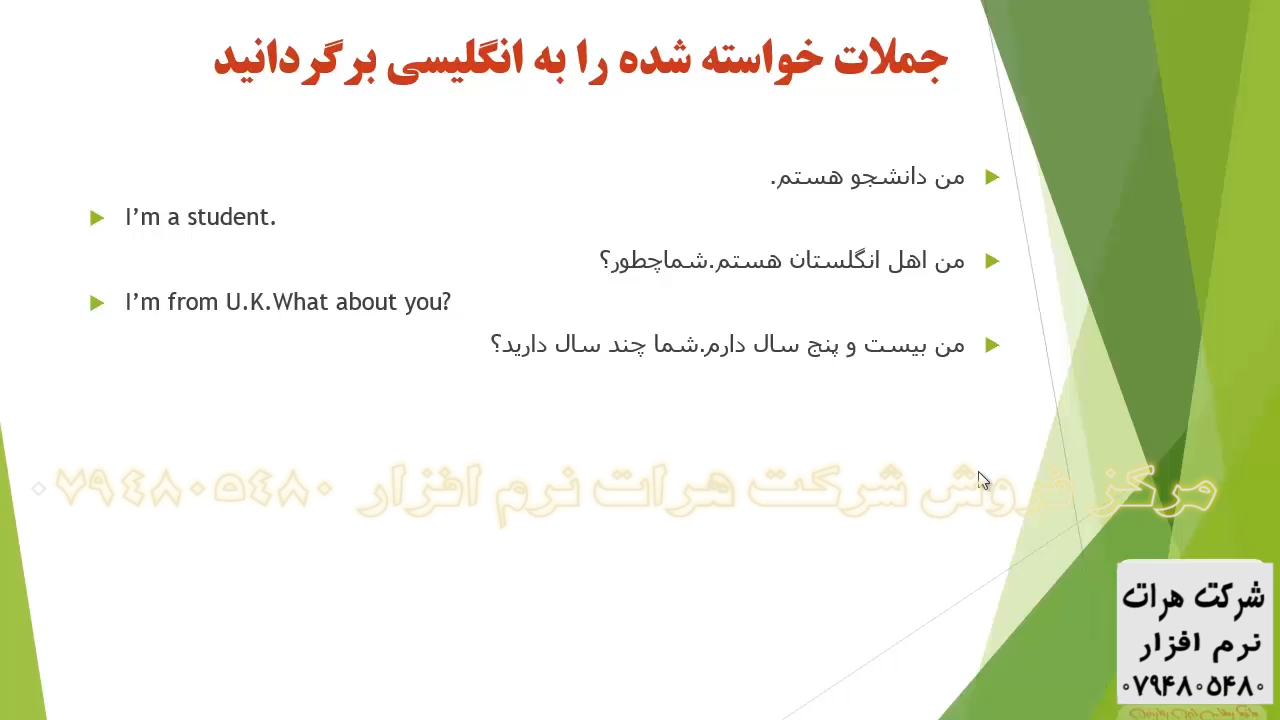 جملات خواسته شده را به انگلیسی برگردانید
من دانشجو هستم.
I'm a student.
من اهل انگلستان هستم.شماچطور؟
I'm from U.K.What about you?
من بیست و پنج سال دارم.شما چند سال دارید؟
مرکز فروش شرکت هرات نرم افزار ۰۷۹۴۸۰۵۴۸۰
شرکت هرات
نرم افزار
۰۷۹۴۸۰۵۴۸۰